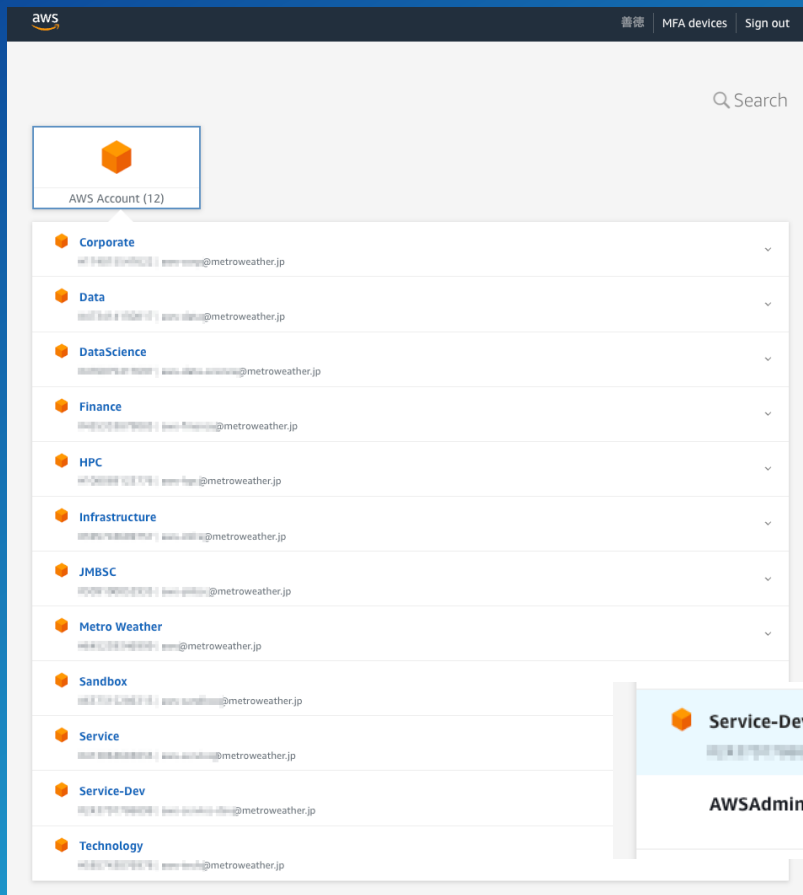 aws
善徳 MFA devices Sign out
Search
AWS Account (12)
Corporate
@metroweather.jp
Data
@metroweather.jp
DataScience
@metroweather.jp
Finance
@metroweather.jp
HPC
@metroweather.jp
Infrastructure
@metroweather.jp
JMBSC
@metroweather.jp
Metro Weather
@metroweather.jp
Sandbox
@metroweather.jp
Service
@metroweather.jp
Service-Dev
@metroweather.jp
Technology
@metroweather.jp
Service-Dev
AWSAdmin